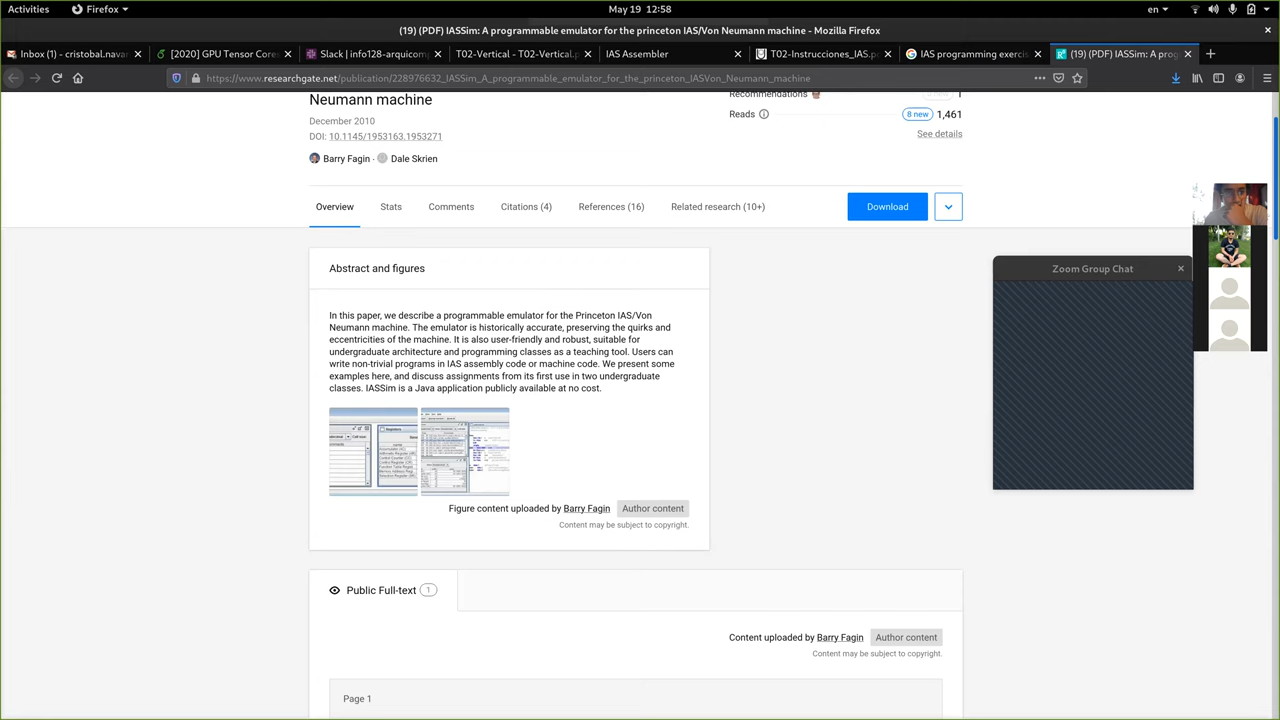 Activities
Firefox
May 19 12:58
en
(19) (PDF) IASSim: A programmable emulator for the princeton IAS/Von Neumann machine - Mozilla Firefox
Inbox (1) - cristobal.navar
[2020] GPU Tensor Cores
Slack | info128-arquicomp
T02-Vertical - T02-Vertical.p
IAS Assembler
T02-Instrucciones_IAS.p
IAS programming exercis
(19) (PDF) IASSim: A prog
https://www.researchgate.net/publication/228976632_IASSim_A_programmable_emulator_for_the_princeton_IASVon_Neumann_machine
Neumann machine
Recommendations
December 2010
Reads
8 new
1,461
DOI: 10.1145/1953163.1953271
See details
Barry Fagin · Dale Skrien
Overview
Stats
Comments
Citations (4)
References (16)
Related research (10+)
Download
Abstract and figures
Zoom Group Chat
In this paper, we describe a programmable emulator for the Princeton IAS/Von
Neumann machine. The emulator is historically accurate, preserving the quirks and
eccentricities of the machine. It is also user-friendly and robust, suitable for
undergraduate architecture and programming classes as a teaching tool. Users can
write non-trivial programs in IAS assembly code or machine code. We present some
examples here, and discuss assignments from its first use in two undergraduate
classes. IASSim is a Java application publicly available at no cost.
Figure content uploaded by Barry Fagin
Author content
Content may be subject to copyright.
Public Full-text
1
Content uploaded by Barry Fagin
Author content
Content may be subject to copyright.
Page 1